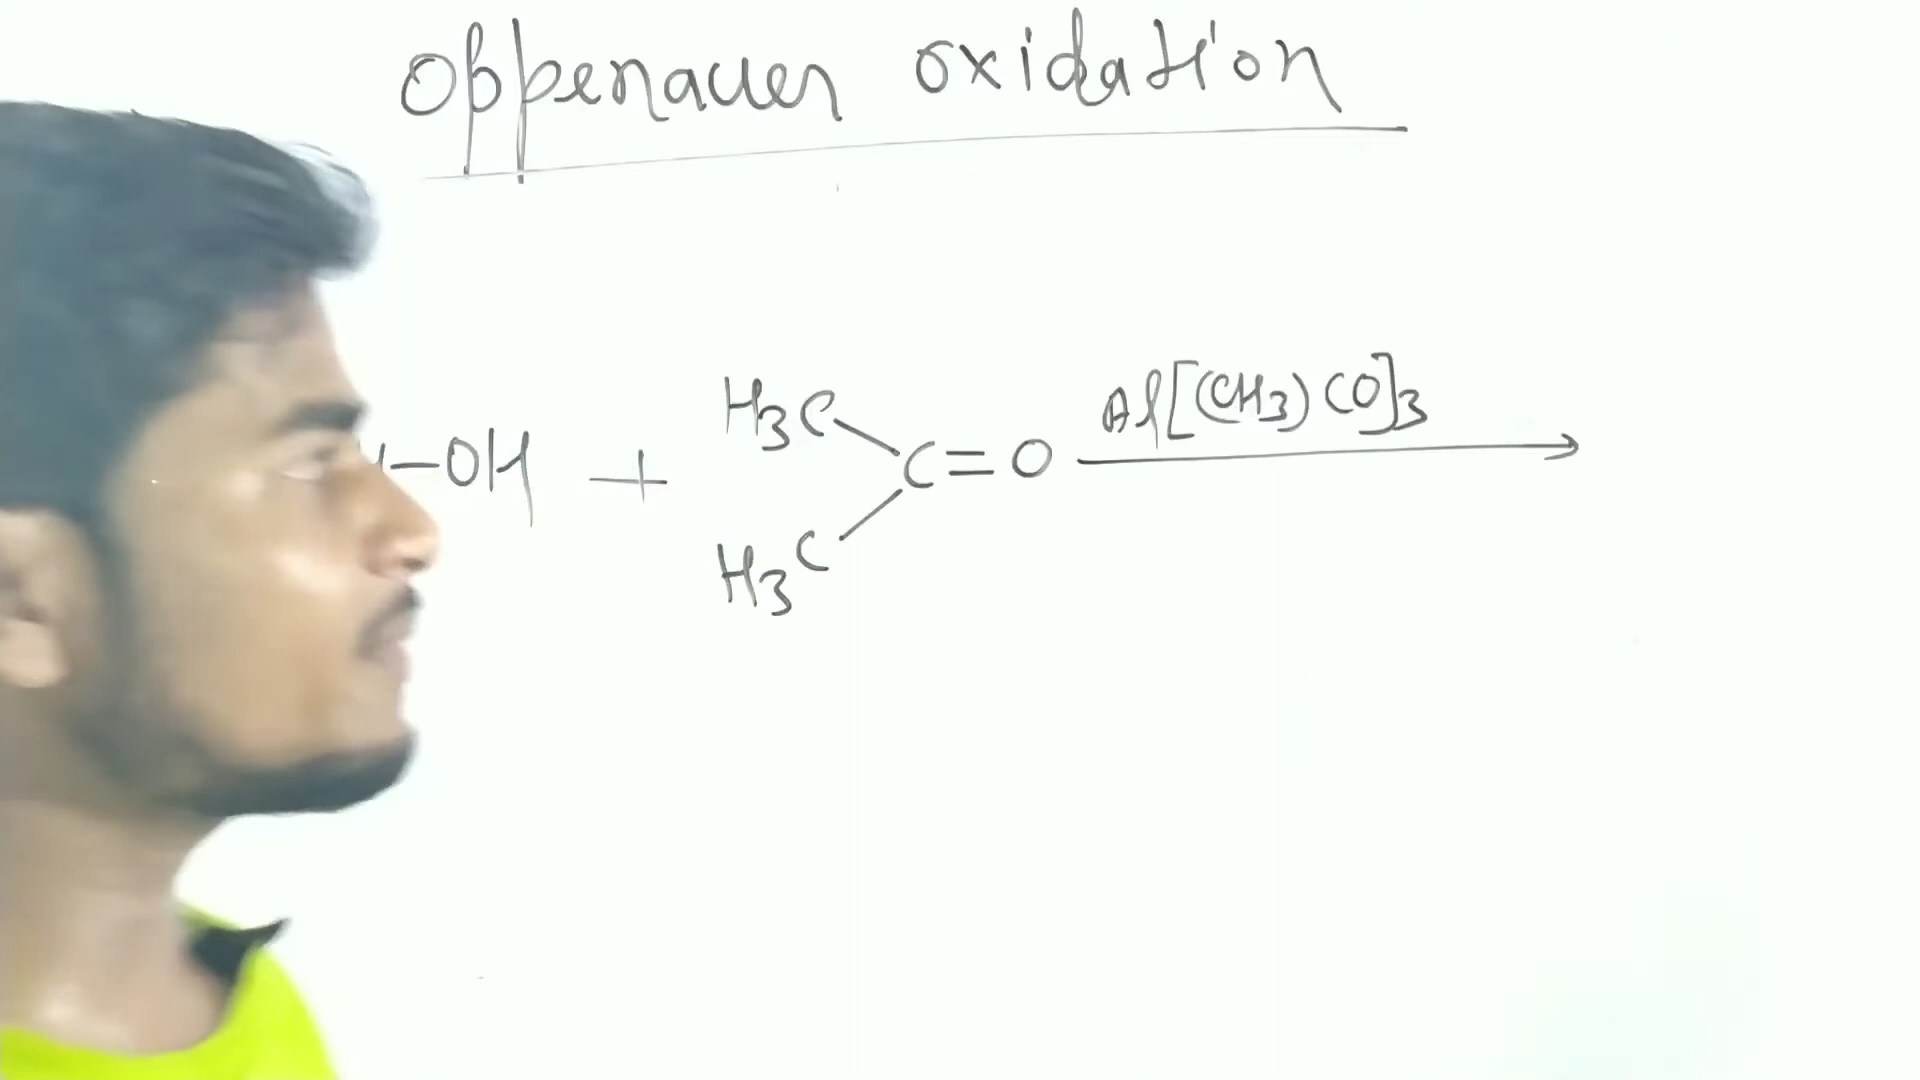 Oppenauer oxidation
-OH + H3C H3C C=O Al[(CH3)CO]3